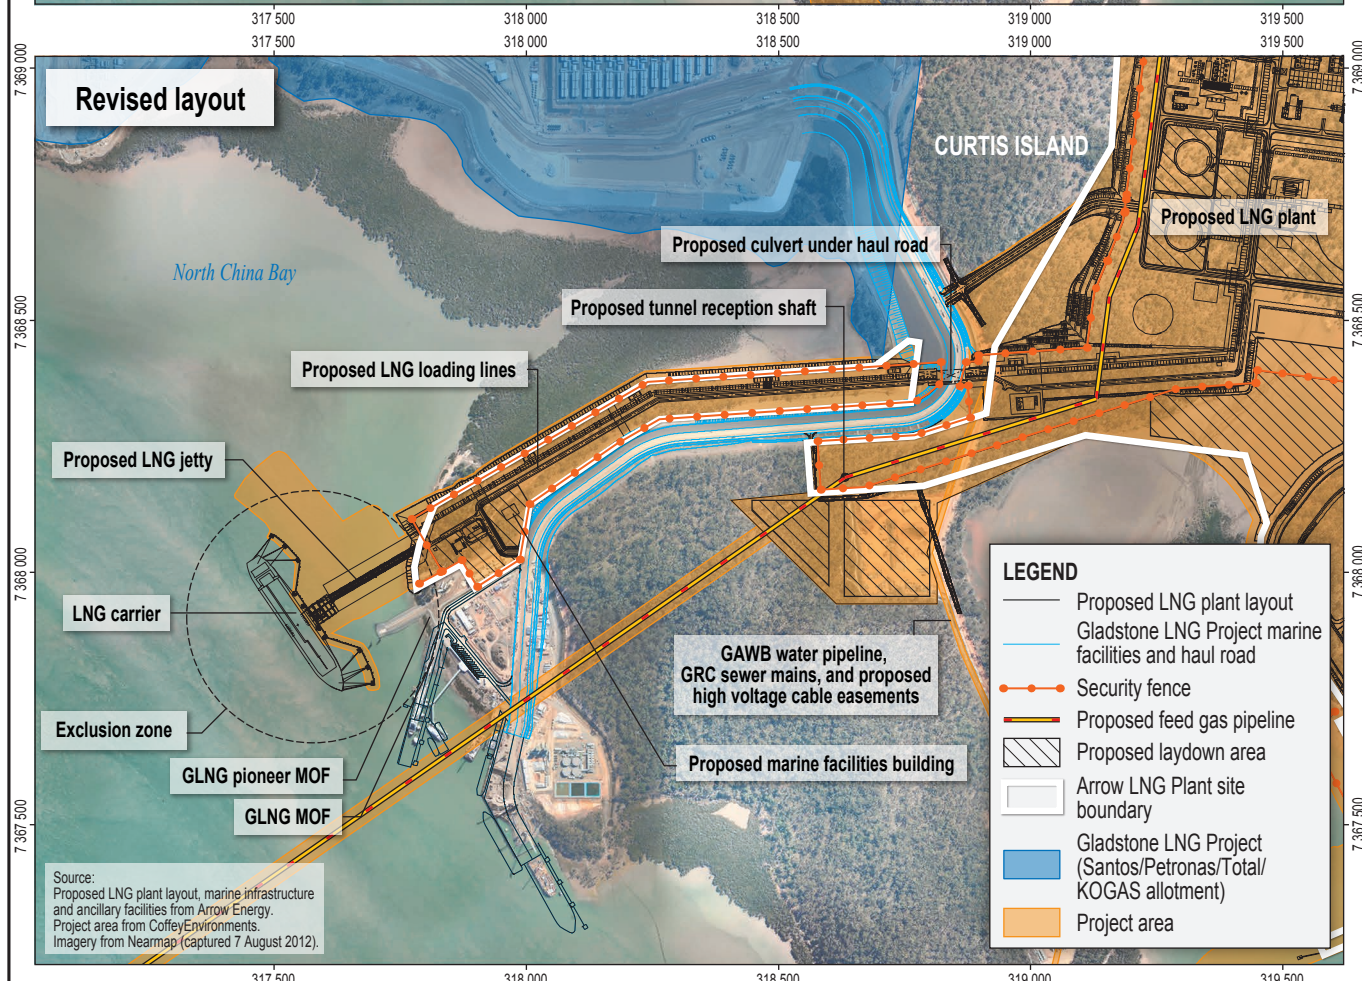 317 500 318 000 318 500 319 000 319 500
317 500 318 000 318 500 319 000 319 500
7 369 000
7 369 000
Revised layout
CURTIS ISLAND
Proposed LNG plant
Proposed culvert under haul road
North China Bay
Proposed tunnel reception shaft
7 368 500
7 368 500
Proposed LNG loading lines
Proposed LNG jetty
7 368 000
7 368 000
LNG carrier
Exclusion zone
GLNG pioneer MOF
GLNG MOF
GAWB water pipeline,
GRC sewer mains, and proposed
high voltage cable easements
Proposed marine facilities building
LEGEND
Proposed LNG plant layout
Gladstone LNG Project marine
facilities and haul road
Security fence
Proposed feed gas pipeline
Proposed laydown area
Arrow LNG Plant site
boundary
Gladstone LNG Project
(Santos/Petronas/Total/
KOGAS allotment)
Project area
7 367 500
7 367 500
Source:
Proposed LNG plant layout, marine infrastructure
and ancillary facilities from Arrow Energy.
Project area from CoffeyEnvironments.
Imagery from Nearmap (captured 7 August 2012).
317 500 318 000 318 500 319 000 319 500